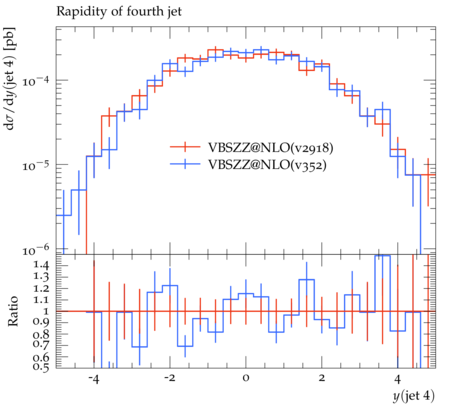 Rapidity of fourth jet
dσ/dy(jet 4) [pb]
10⁻⁴
VBSZZ@NLO(v2918)
VBSZZ@NLO(v352)
10⁻⁵
10⁻⁶
1.4
1.3
1.2
1.1
1
0.9
0.8
0.7
0.6
0.5
Ratio
-4 -2 0 2 4
y(jet 4)